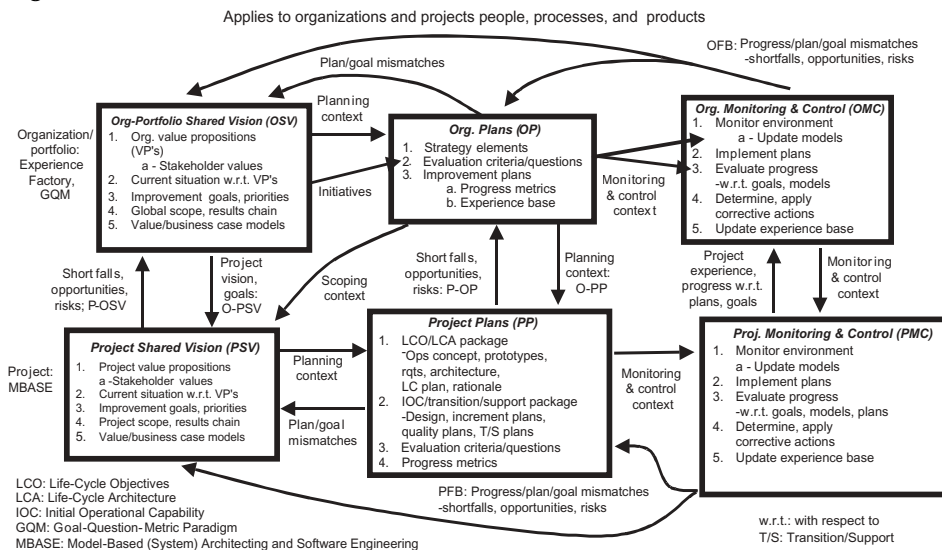 Applies to organizations and projects people, processes, and products
OFB: Progress/plan/goal mismatches
-shortfalls, opportunities, risks
Plan/goal mismatches
Planning
context
Organization/
portfolio:
Experience
Factory,
GQM
Org-Portfolio Shared Vision (OSV)
1. Org. value propositions
(VP's)
a - Stakeholder values
2. Current situation w.r.t. VP's
3. Improvement goals, priorities
4. Global scope, results chain
5. Value/business case models
Initiatives
Org. Plans (OP)
1. Strategy elements
2. Evaluation criteria/questions
3. Improvement plans
a. Progress metrics
b. Experience base
Monitoring
& control
context
Org. Monitoring & Control (OMC)
1. Monitor environment
a - Update models
2. Implement plans
3. Evaluate progress
-w.r.t. goals, models
4. Determine, apply
corrective actions
5. Update experience base
Short falls,
opportunities,
risks; P-OSV
Project
vision,
goals:
O-PSV
Scoping
context
Short falls,
opportunities,
risks: P-OP
Planning
context:
O-PP
Project
experience,
progress w.r.t.
plans, goals
Monitoring
& control
context
Project:
MBASE
Project Shared Vision (PSV)
1. Project value propositions
a -Stakeholder values
2. Current situation w.r.t. VP's
3. Improvement goals, priorities
4. Project scope, results chain
5. Value/business case models
Planning
context
Plan/goal
mismatches
Project Plans (PP)
1. LCO/LCA package
-Ops concept, prototypes,
rqts, architecture,
LC plan, rationale
2. IOC/transition/support package
-Design, increment plans,
quality plans, T/S plans
3. Evaluation criteria/questions
4. Progress metrics
Monitoring
& control
context
Proj. Monitoring & Control (PMC)
1. Monitor environment
a - Update models
2. Implement plans
3. Evaluate progress
-w.r.t. goals, models, plans
4. Determine, apply
corrective actions
5. Update experience base
PFB: Progress/plan/goal mismatches
-shortfalls, opportunities, risks
LCO: Life-Cycle Objectives
LCA: Life-Cycle Architecture
IOC: Initial Operational Capability
GQM: Goal-Question-Metric Paradigm
MBASE: Model-Based (System) Architecting and Software Engineering
w.r.t.: with respect to
T/S: Transition/Support